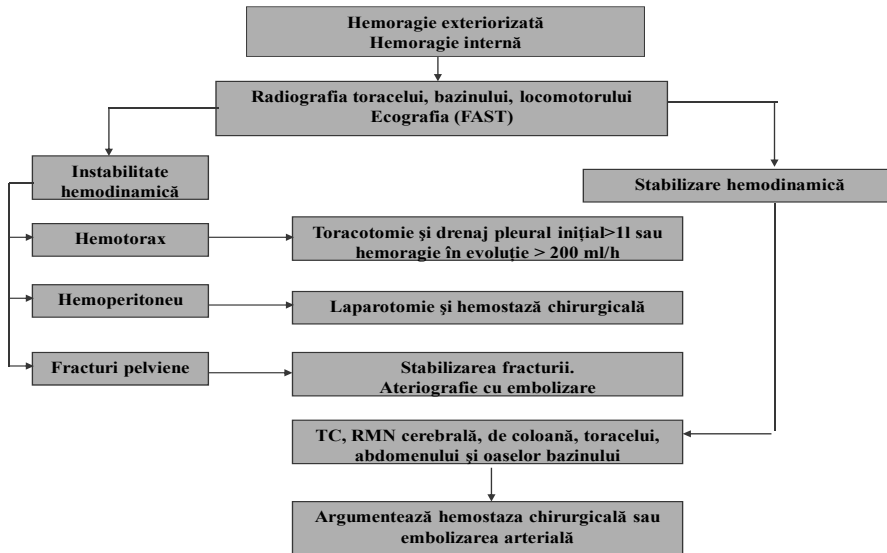 Hemoragie exteriorizată
Hemoragie internă
Radiografia toracelui, bazinului, locomotorului
Ecografia (FAST)
Instabilitate
hemodinamică
Stabilizare hemodinamică
Hemotorax
Toracotomie şi drenaj pleural inițial>1l sau
hemoragie în evoluție > 200 ml/h
Hemoperitoneu
Laparotomie şi hemostază chirurgicală
Fracturi pelviene
Stabilizarea fracturii.
Ateriografie cu embolizare
TC, RMN cerebrală, de coloană, toracelui,
abdomenului şi oaselor bazinului
Argumentează hemostaza chirurgicală sau
embolizarea arterială